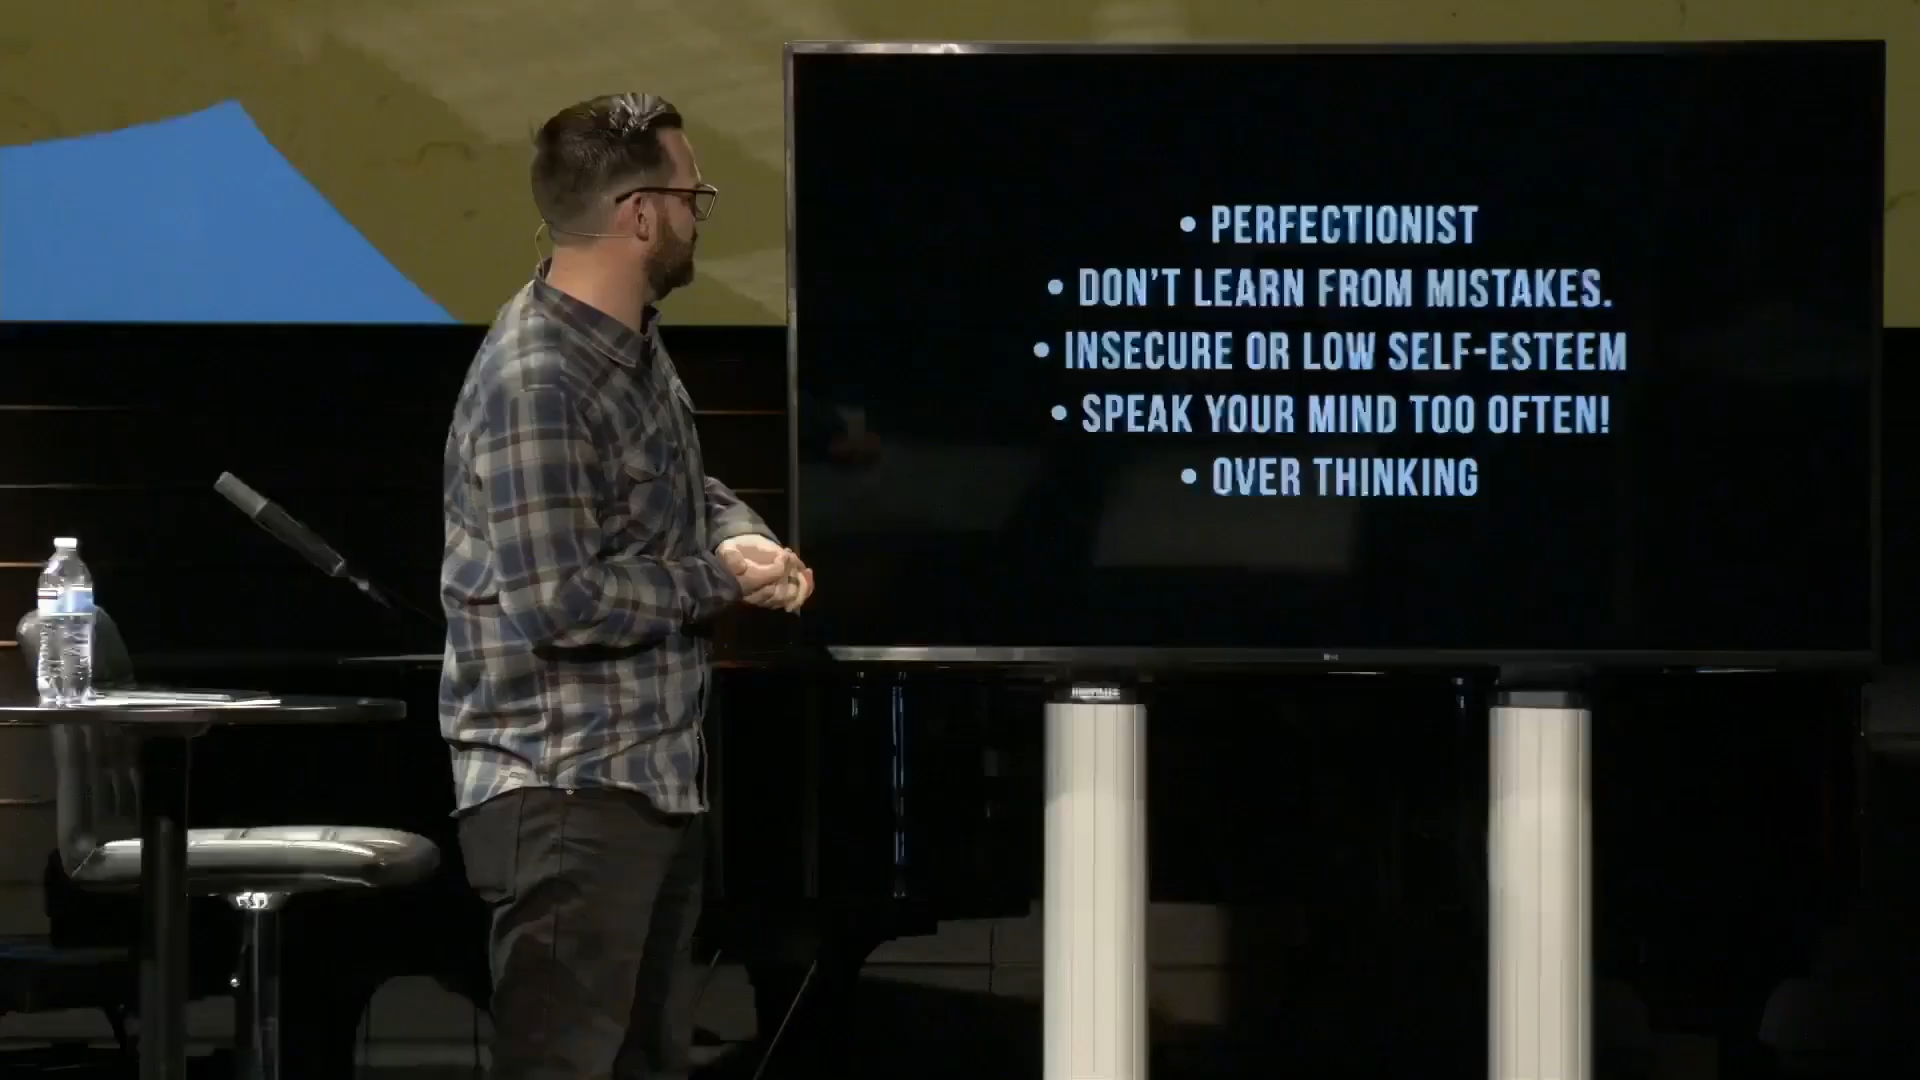 • PERFECTIONIST
• DON'T LEARN FROM MISTAKES.
• INSECURE OR LOW SELF-ESTEEM
• SPEAK YOUR MIND TOO OFTEN!
• OVER THINKING